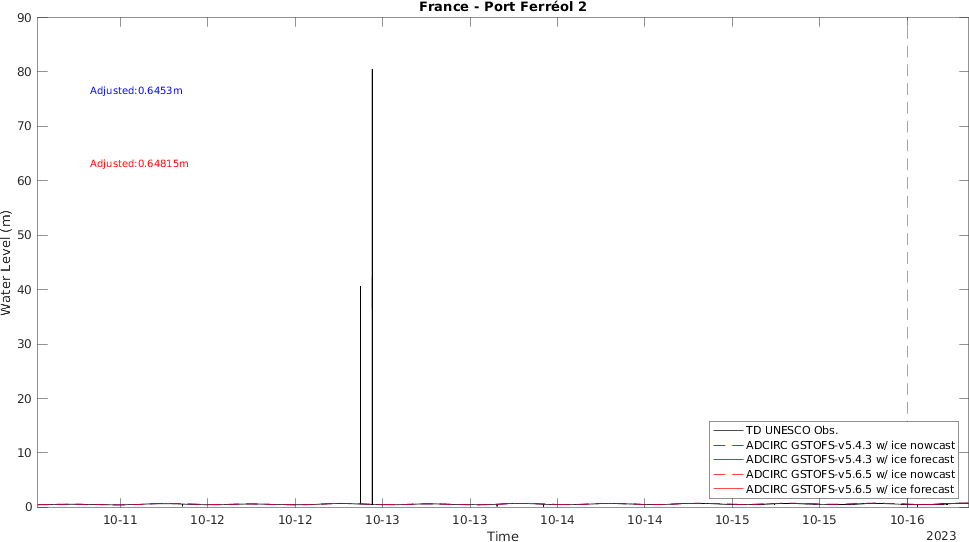 France - Port Ferréol 2
Water Level (m)
90
80
70
60
50
40
30
20
10
0
Adjusted:0.6453m
Adjusted:0.64815m
TD UNESCO Obs.
ADCIRC GSTOFS-v5.4.3 w/ ice nowcast
ADCIRC GSTOFS-v5.4.3 w/ ice forecast
ADCIRC GSTOFS-v5.6.5 w/ ice nowcast
ADCIRC GSTOFS-v5.6.5 w/ ice forecast
10-11 10-12 10-12 10-13 10-13 10-14 10-14 10-15 10-15 10-16
Time
2023